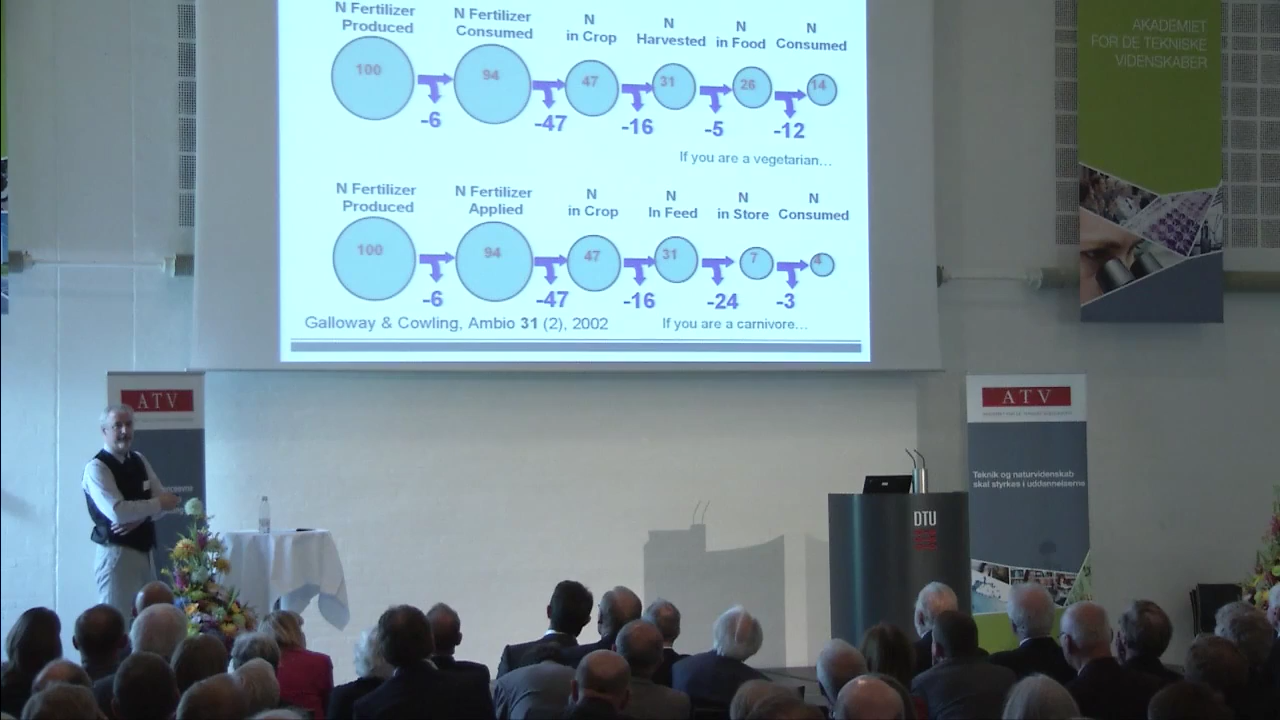 N Fertilizer
Produced
N Fertilizer
Consumed
N
in Crop
N
Harvested
N
in Food
N
Consumed
100
94
47
31
26
14
-6
-47
-16
-5
-12
If you are a vegetarian...
N Fertilizer
Produced
N Fertilizer
Applied
N
in Crop
N
In Feed
N
in Store
N
Consumed
100
94
47
31
7
4
-6
-47
-16
-24
-3
Galloway & Cowling, Ambio 31 (2), 2002
If you are a carnivore...
AKADEMIET
FOR DE TEKNISKE
VIDENSKABER
ATV
ATV
Teknik og naturvidenskab
skal styrkes i uddannelserne
DTU